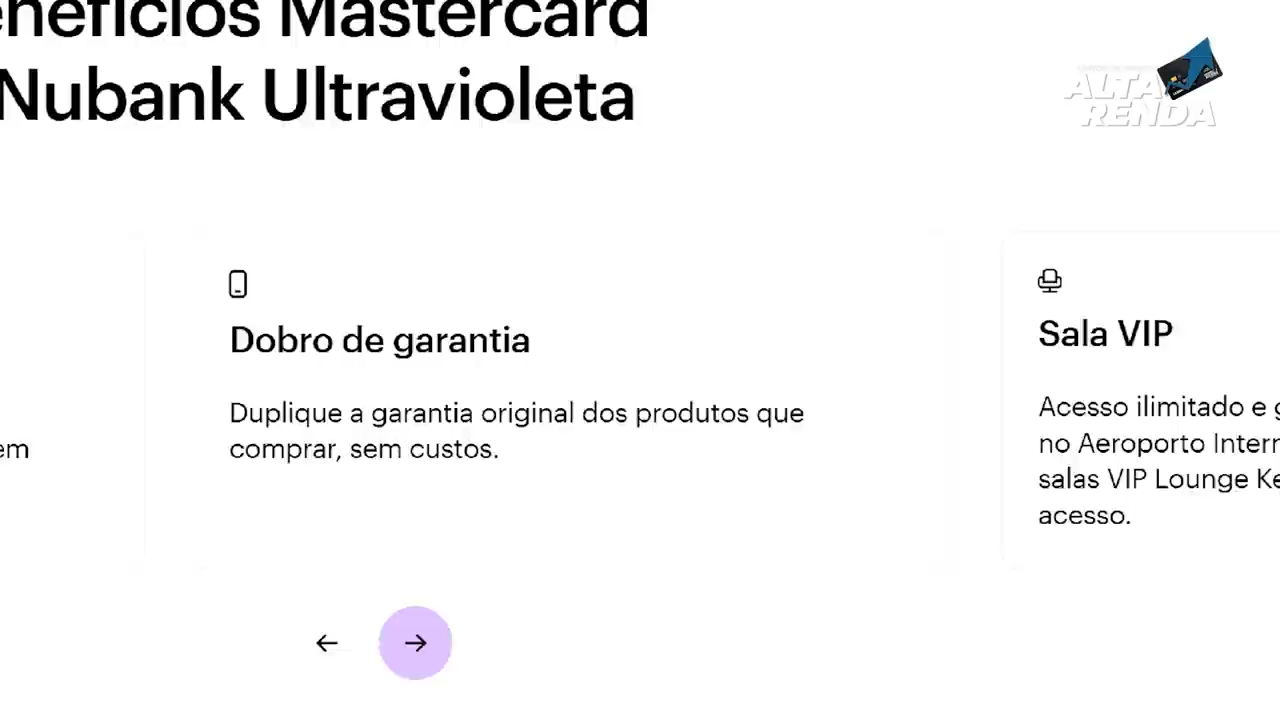 enefícios Mastercard
Nubank Ultravioleta
ALTA
RENDA
Dobro de garantia
Duplique a garantia original dos produtos que
comprar, sem custos.
em
Sala VIP
Acesso ilimitado e g
no Aeroporto Intern
salas VIP Lounge Ke
acesso.